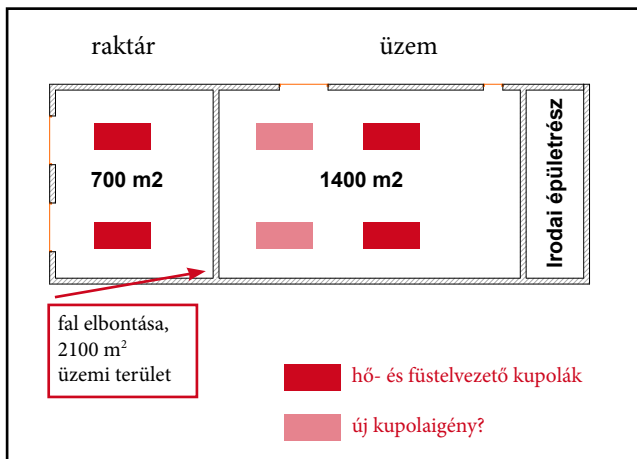 raktár
üzem
700 m2
1400 m2
Irodai épületrész
fal elbontása,
2100 m²
üzemi terület
hő- és füstelvezető kupolák
új kupolaigény?